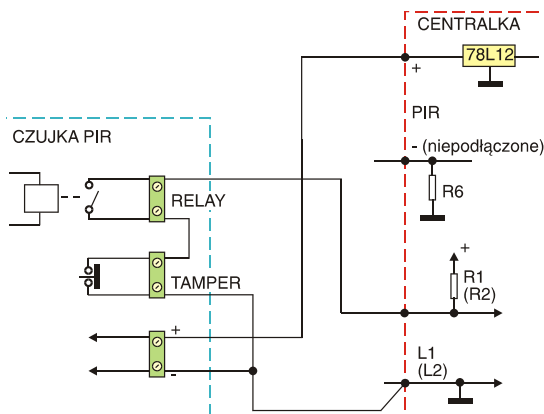 CENTRALKA
78L12
+
PIR
- (niepodłączone)
R6
CZUJKA PIR
RELAY
TAMPER
+
-
+
R1
(R2)
L1
(L2)